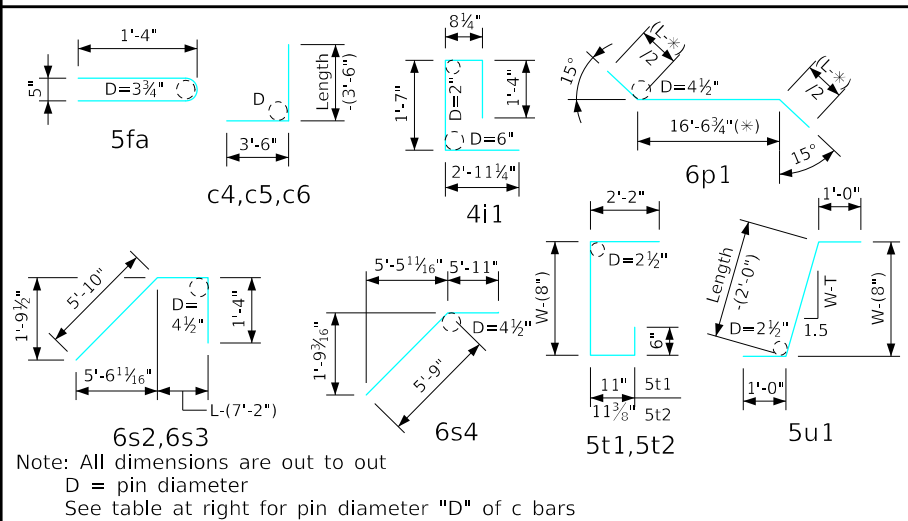 1'-4"
5"
D=3¾"
5fa
D
Length
-(3'-6")
3'-6"
c4,c5,c6
8¼"
1'-7"
D=2"
1'-4"
D=6"
2'-11¼"
4i1
(L-✳)
/2
15°
D=4½"
(L-✳)
/2
16'-6¾"(✳)
15°
6p1
5'-10"
1'-9½"
D=
4½"
1'-4"
5'-6¹¹⁄₁₆"
L-(7'-2")
6s2,6s3
5'-5¹¹⁄₁₆"
5'-11"
1'-9³⁄₁₆"
D=4½"
5'-9"
6s4
2'-2"
D=2½"
W-(8")
6"
11"
5t1
11⅜"
5t2
5t1,5t2
1'-0"
Length
-(2'-0")
D=2½"
W-T
1.5
W-(8")
1'-0"
5u1
Note: All dimensions are out to out
D = pin diameter
See table at right for pin diameter "D" of c bars